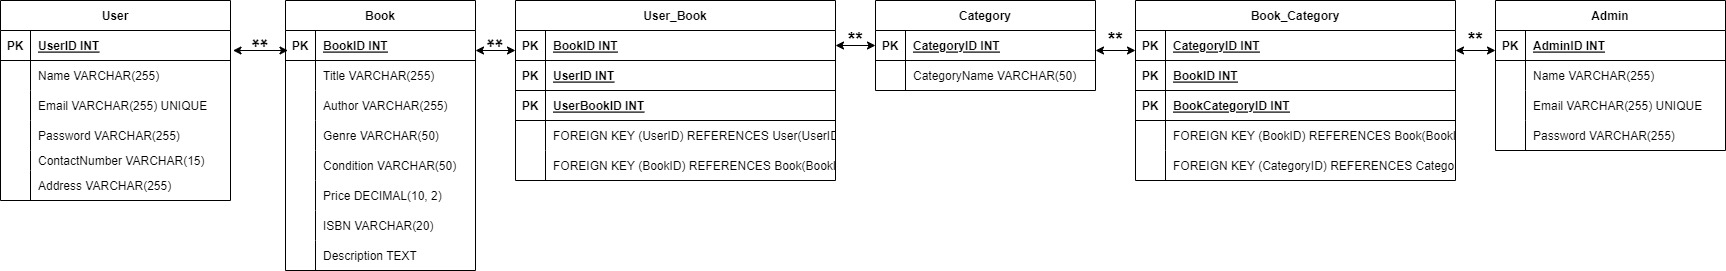 User
PK UserID INT
Name VARCHAR(255)
Email VARCHAR(255) UNIQUE
Password VARCHAR(255)
ContactNumber VARCHAR(15)
Address VARCHAR(255)
**
Book
PK BookID INT
Title VARCHAR(255)
Author VARCHAR(255)
Genre VARCHAR(50)
Condition VARCHAR(50)
Price DECIMAL(10, 2)
ISBN VARCHAR(20)
Description TEXT
**
User_Book
PK BookID INT
PK UserID INT
PK UserBookID INT
FOREIGN KEY (UserID) REFERENCES User(UserID
FOREIGN KEY (BookID) REFERENCES Book(BookI
**
Category
PK CategoryID INT
CategoryName VARCHAR(50)
**
Book_Category
PK CategoryID INT
PK BookID INT
PK BookCategoryID INT
FOREIGN KEY (BookID) REFERENCES Book(BookI
FOREIGN KEY (CategoryID) REFERENCES Catego
**
Admin
PK AdminID INT
Name VARCHAR(255)
Email VARCHAR(255) UNIQUE
Password VARCHAR(255)